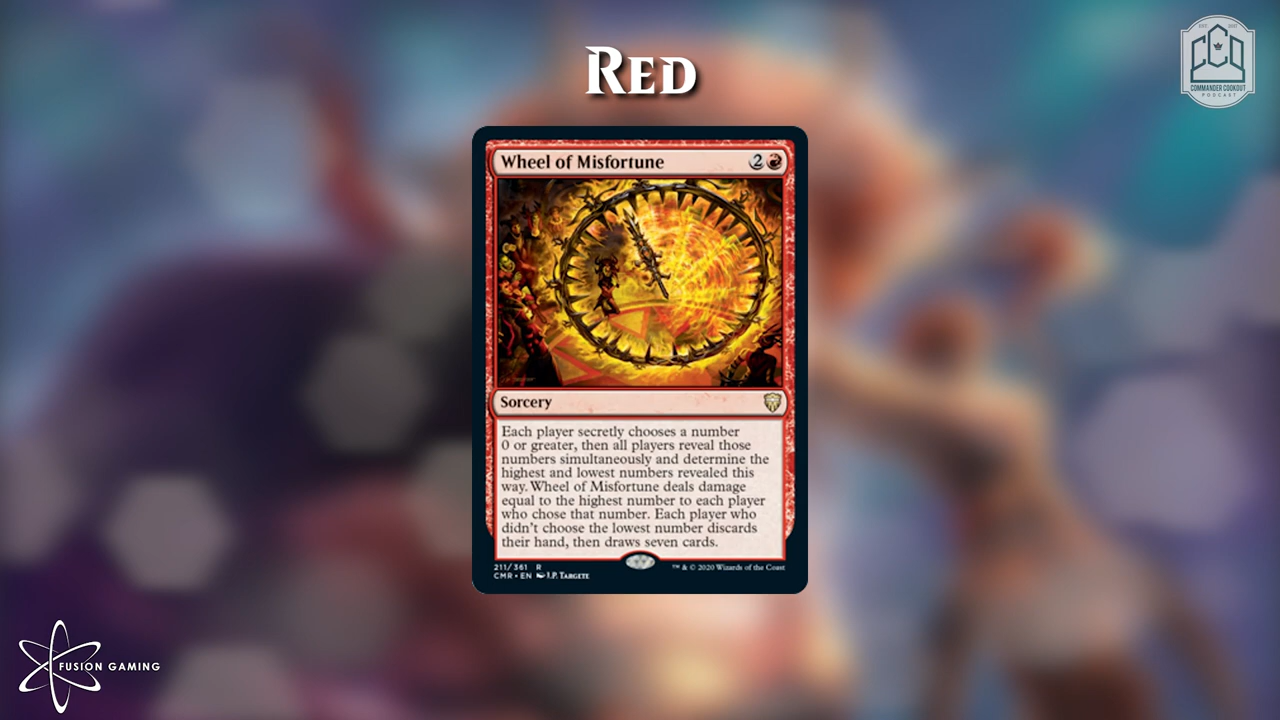 Red
COMMANDER COOKOUT
PODCAST
Wheel of Misfortune 2
Sorcery
Each player secretly chooses a number
0 or greater, then all players reveal those
numbers simultaneously and determine the
highest and lowest numbers revealed this
way. Wheel of Misfortune deals damage
equal to the highest number to each player
who chose that number. Each player who
didn't choose the lowest number discards
their hand, then draws seven cards.
211/361 R
CMR • EN I.P. Targete
™ & © 2020 Wizards of the Coast
FUSION GAMING